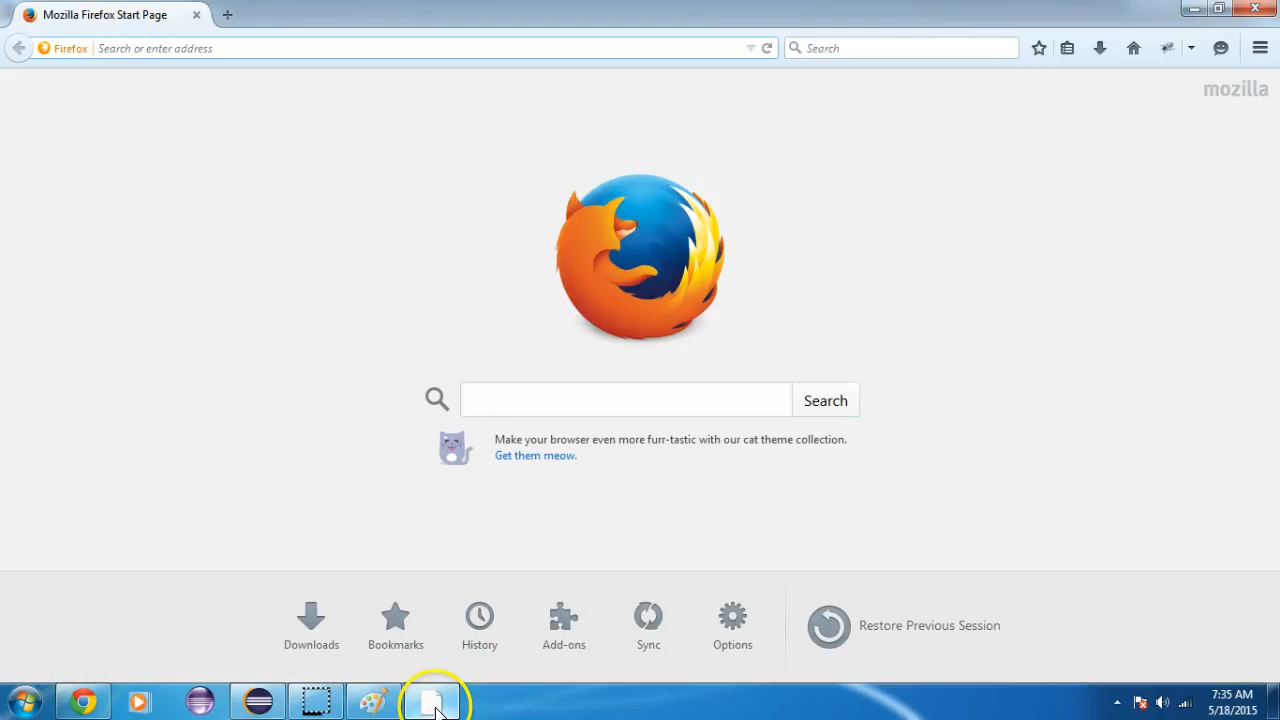 Mozilla Firefox Start Page
Firefox Search or enter address
Search
mozilla
Search
Make your browser even more furr-tastic with our cat theme collection.
Get them meow.
Downloads
Bookmarks
History
Add-ons
Sync
Options
Restore Previous Session
7:35 AM
5/18/2015